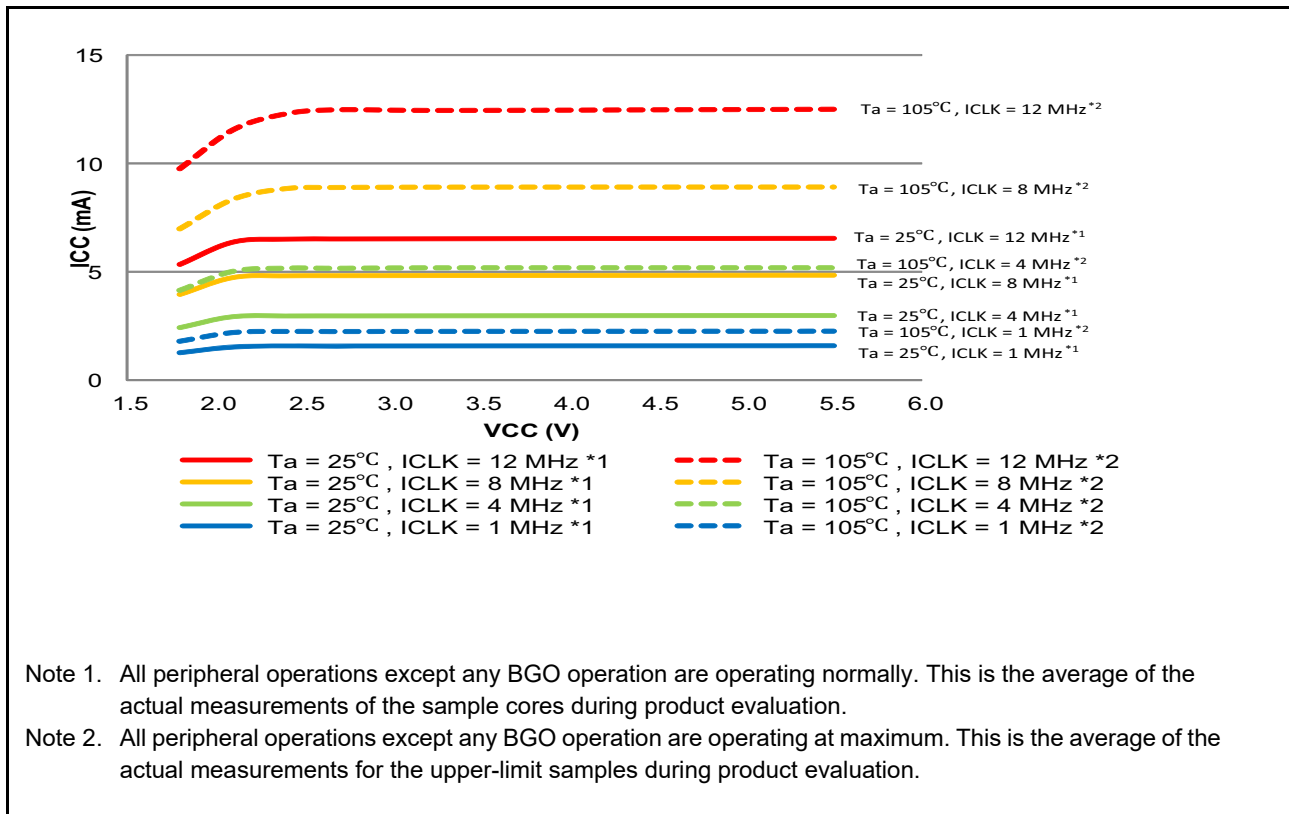 15
10
5
0
ICC (mA)
Ta = 105℃ , ICLK = 12 MHz*2
Ta = 105℃ , ICLK = 8 MHz *2
Ta = 25℃ , ICLK = 12 MHz*1
Ta = 105℃ , ICLK = 4 MHz*2
Ta = 25℃ , ICLK = 8 MHz *1
Ta = 25℃ , ICLK = 4 MHz *1
Ta = 105℃ , ICLK = 1 MHz *2
Ta = 25℃ , ICLK = 1 MHz *1
1.5 2.0 2.5 3.0 3.5 4.0 4.5 5.0 5.5 6.0
VCC (V)
Ta = 25℃ , ICLK = 12 MHz *1 Ta = 105℃ , ICLK = 12 MHz *2
Ta = 25℃ , ICLK = 8 MHz *1 Ta = 105℃ , ICLK = 8 MHz *2
Ta = 25℃ , ICLK = 4 MHz *1 Ta = 105℃ , ICLK = 4 MHz *2
Ta = 25℃ , ICLK = 1 MHz *1 Ta = 105℃ , ICLK = 1 MHz *2
Note 1. All peripheral operations except any BGO operation are operating normally. This is the average of the
actual measurements of the sample cores during product evaluation.
Note 2. All peripheral operations except any BGO operation are operating at maximum. This is the average of the
actual measurements for the upper-limit samples during product evaluation.